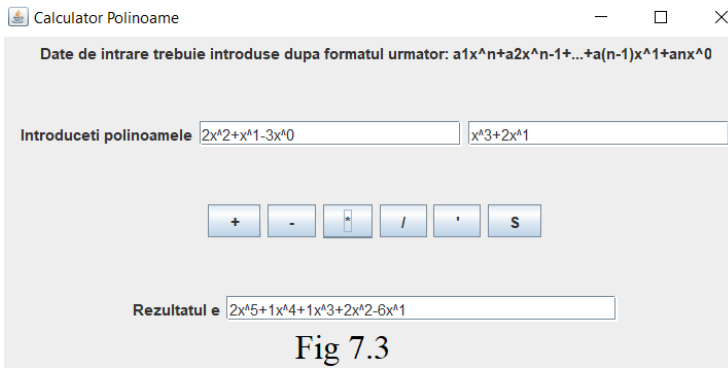 Calculator Polinoame
Date de intrare trebuie introduse dupa formatul urmator: a1x^n+a2x^n-1+...+a(n-1)x^1+anx^0
Introduceti polinoamele 2x^2+x^1-3x^0 x^3+2x^1
+ - * / ' S
Rezultatul e 2x^5+1x^4+1x^3+2x^2-6x^1
Fig 7.3